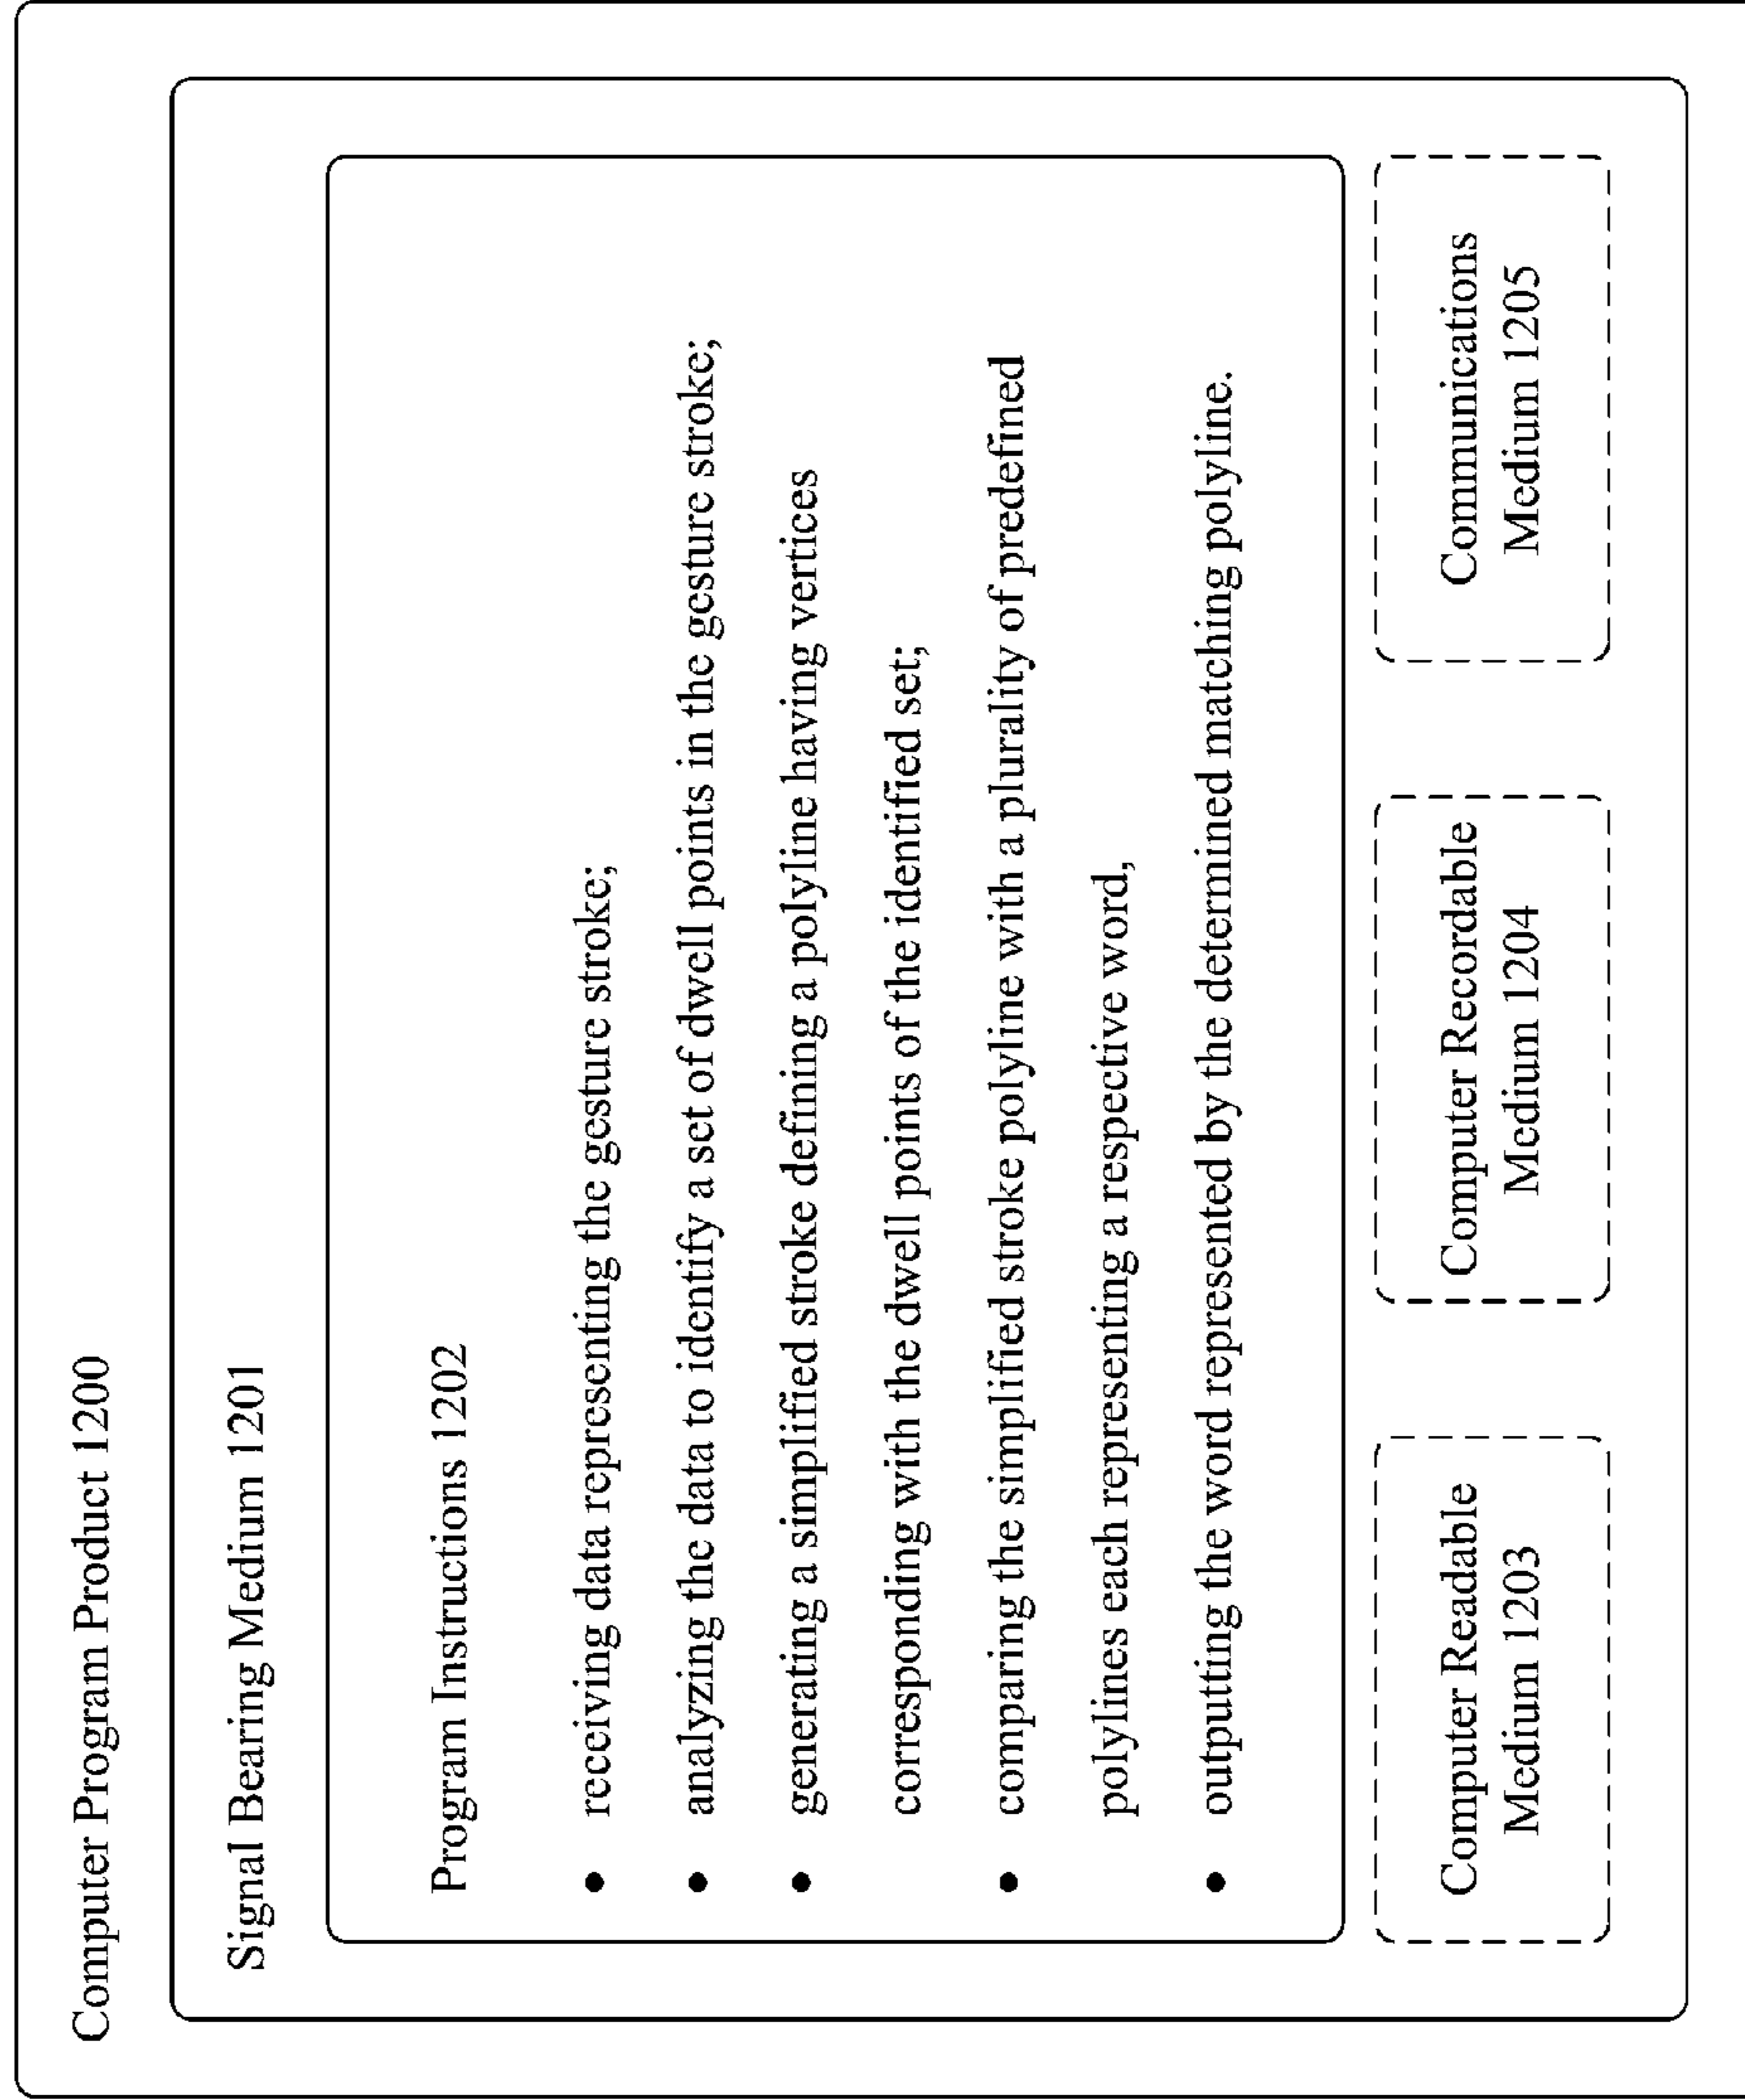 Computer Program Product 1200
Signal Bearing Medium 1201
Program Instructions 1202
• receiving data representing the gesture stroke;
• analyzing the data to identify a set of dwell points in the gesture stroke;
• generating a simplified stroke defining a polyline having vertices
corresponding with the dwell points of the identified set;
• comparing the simplified stroke polyline with a plurality of predefined
polylines each representing a respective word,
• outputting the word represented by the determined matching polyline.
Computer Readable
Medium 1203
Computer Recordable
Medium 1204
Communications
Medium 1205